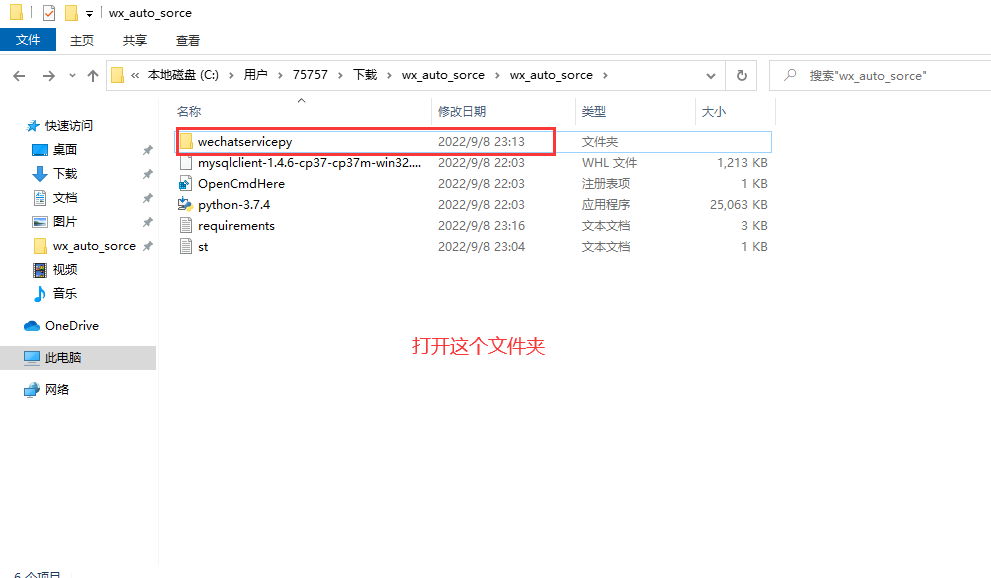 wx_auto_sorce
文件 主页 共享 查看
« 本地磁盘 (C:) › 用户 › 75757 › 下载 › wx_auto_sorce › wx_auto_sorce › 搜索"wx_auto_sorce"
名称 修改日期 类型 大小
快速访问
桌面
下载
文档
图片
wx_auto_sorce
视频
音乐
OneDrive
此电脑
网络
wechatservicepy 2022/9/8 23:13 文件夹
mysqlclient-1.4.6-cp37-cp37m-win32.... 2022/9/8 22:03 WHL 文件 1,213 KB
OpenCmdHere 2022/9/8 22:03 注册表项 1 KB
python-3.7.4 2022/9/8 22:03 应用程序 25,063 KB
requirements 2022/9/8 23:16 文本文档 3 KB
st 2022/9/8 23:04 文本文档 1 KB
打开这个文件夹
6 个项目